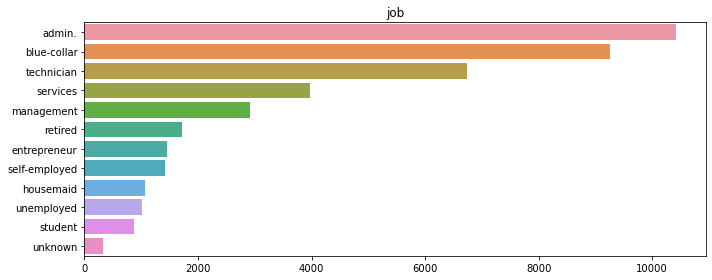 job
admin.
blue-collar
technician
services
management
retired
entrepreneur
self-employed
housemaid
unemployed
student
unknown
0 2000 4000 6000 8000 10000